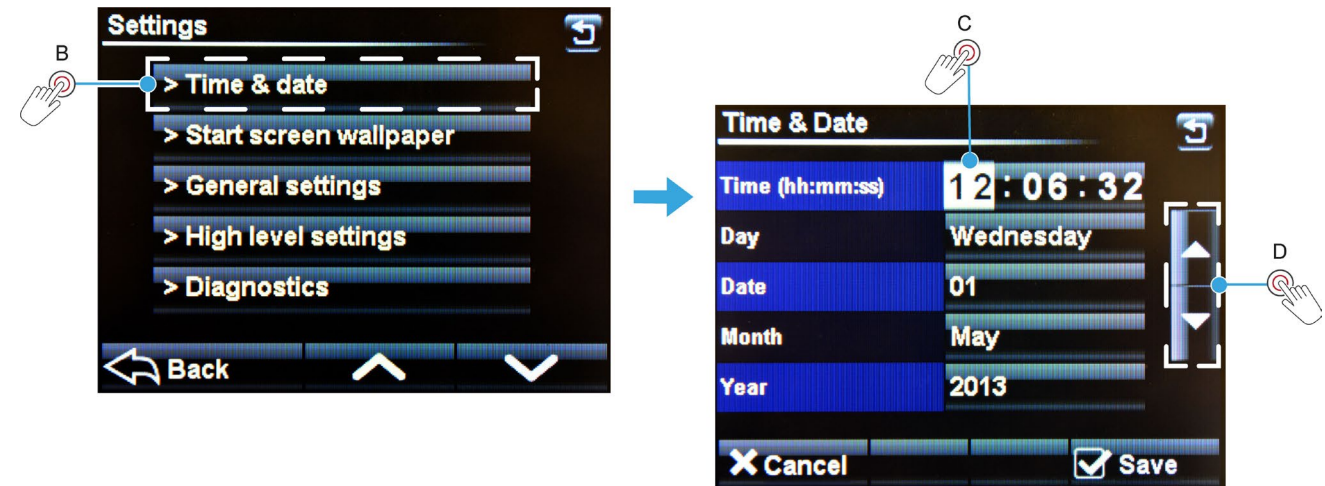 B
Settings
> Time & date
> Start screen wallpaper
> General settings
> High level settings
> Diagnostics
Back
C
Time & Date
Time (hh:mm:ss) 12:06:32
Day Wednesday
Date 01
Month May
Year 2013
Cancel Save
D